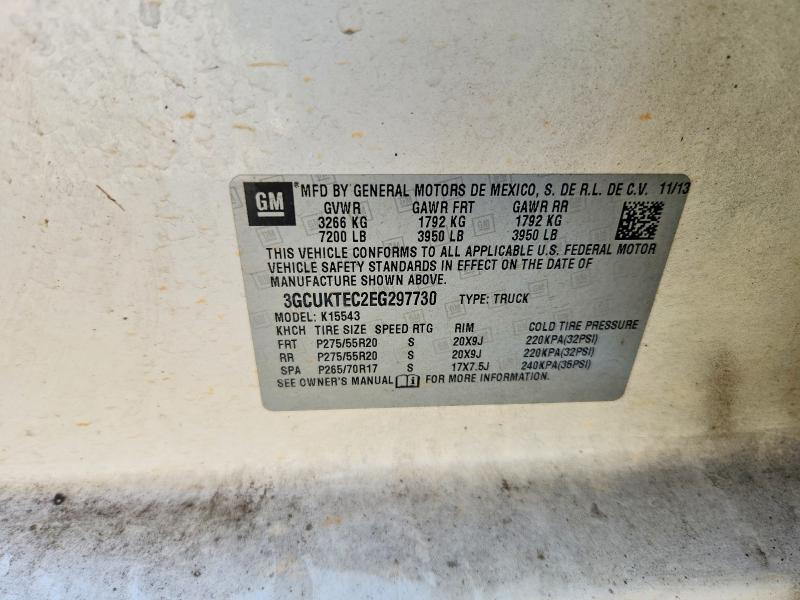 GM ®MFD BY GENERAL MOTORS DE MEXICO, S. DE R.L. DE C.V. 11/13
GVWR GAWR FRT GAWR RR
3266 KG 1792 KG 1792 KG
7200 LB 3950 LB 3950 LB
THIS VEHICLE CONFORMS TO ALL APPLICABLE U.S. FEDERAL MOTOR
VEHICLE SAFETY STANDARDS IN EFFECT ON THE DATE OF
MANUFACTURE SHOWN ABOVE.
3GCUKTEC2EG297730 TYPE: TRUCK
MODEL: K15543
KHCH TIRE SIZE SPEED RTG RIM COLD TIRE PRESSURE
FRT P275/55R20 S 20X9J 220KPA(32PSI)
RR P275/55R20 S 20X9J 220KPA(32PSI)
SPA P265/70R17 S 17X7.5J 240KPA(35PSI)
SEE OWNER'S MANUAL FOR MORE INFORMATION.